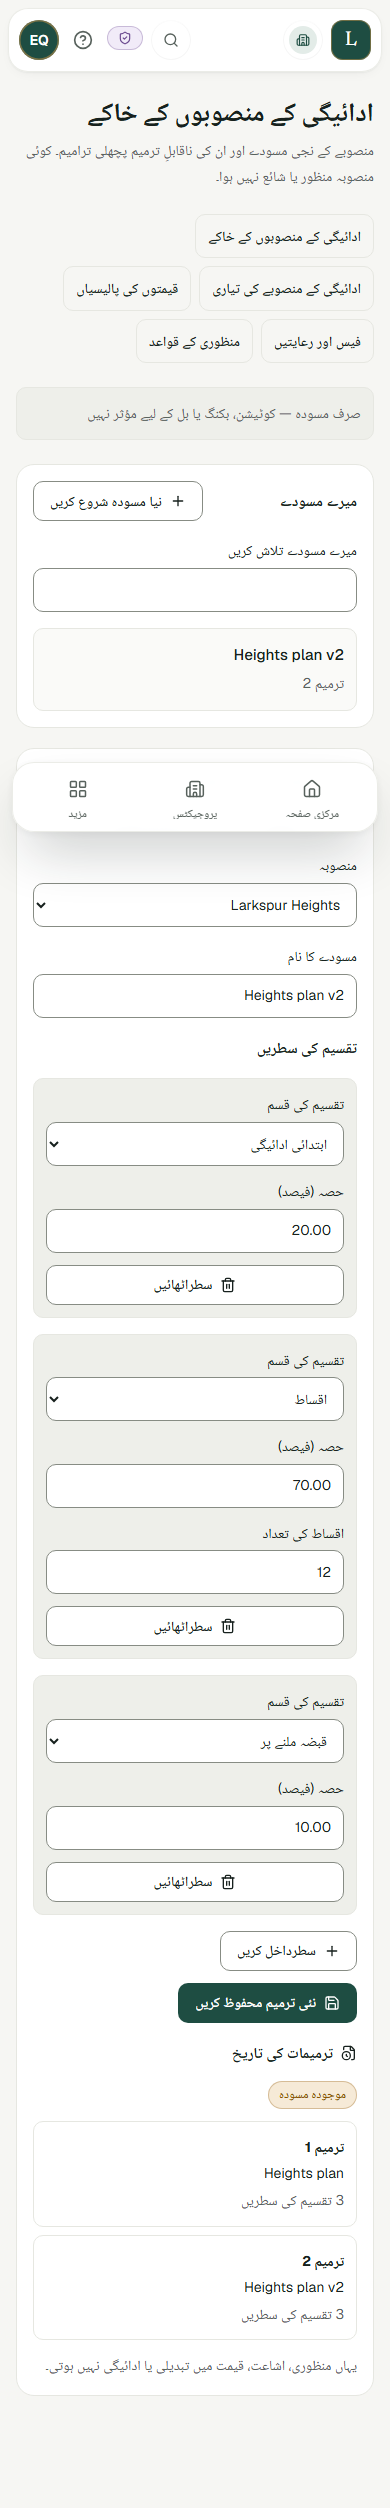 EQ
L
ادائیگی کے منصوبوں کے خاکے
منصوبے کے نجی مسودے اور ان کی ناقابلِ ترمیم پچھلی ترامیم۔ کوئی
منصوبہ منظور یا شائع نہیں ہوا۔
ادائیگی کے منصوبوں کے خاکے
ادائیگی کے منصوبے کی تیاری
قیمتوں کی پالیسیاں
فیس اور رعایتیں
منظوری کے قواعد
صرف مسودہ — کوٹیشن، بکنگ یا بل کے لیے مؤثر نہیں
میرے مسودے
نیا مسودہ شروع کریں
میرے مسودے تلاش کریں
Heights plan v2
ترمیم 2
مرکزی صفحہ
پروجیکٹس
مزید
منصوبہ
Larkspur Heights
مسودے کا نام
Heights plan v2
تقسیم کی سطریں
تقسیم کی قسم
ابتدائی ادائیگی
حصہ (فیصد)
20.00
سطر اٹھائیں
تقسیم کی قسم
اقساط
حصہ (فیصد)
70.00
اقساط کی تعداد
12
سطر اٹھائیں
تقسیم کی قسم
قبضہ ملنے پر
حصہ (فیصد)
10.00
سطر اٹھائیں
سطر داخل کریں
نئی ترمیم محفوظ کریں
ترمیمات کی تاریخ
موجودہ مسودہ
ترمیم 1
Heights plan
3 تقسیم کی سطریں
ترمیم 2
Heights plan v2
3 تقسیم کی سطریں
یہاں منظوری، اشاعت، قیمت میں تبدیلی یا ادائیگی نہیں ہوتی۔